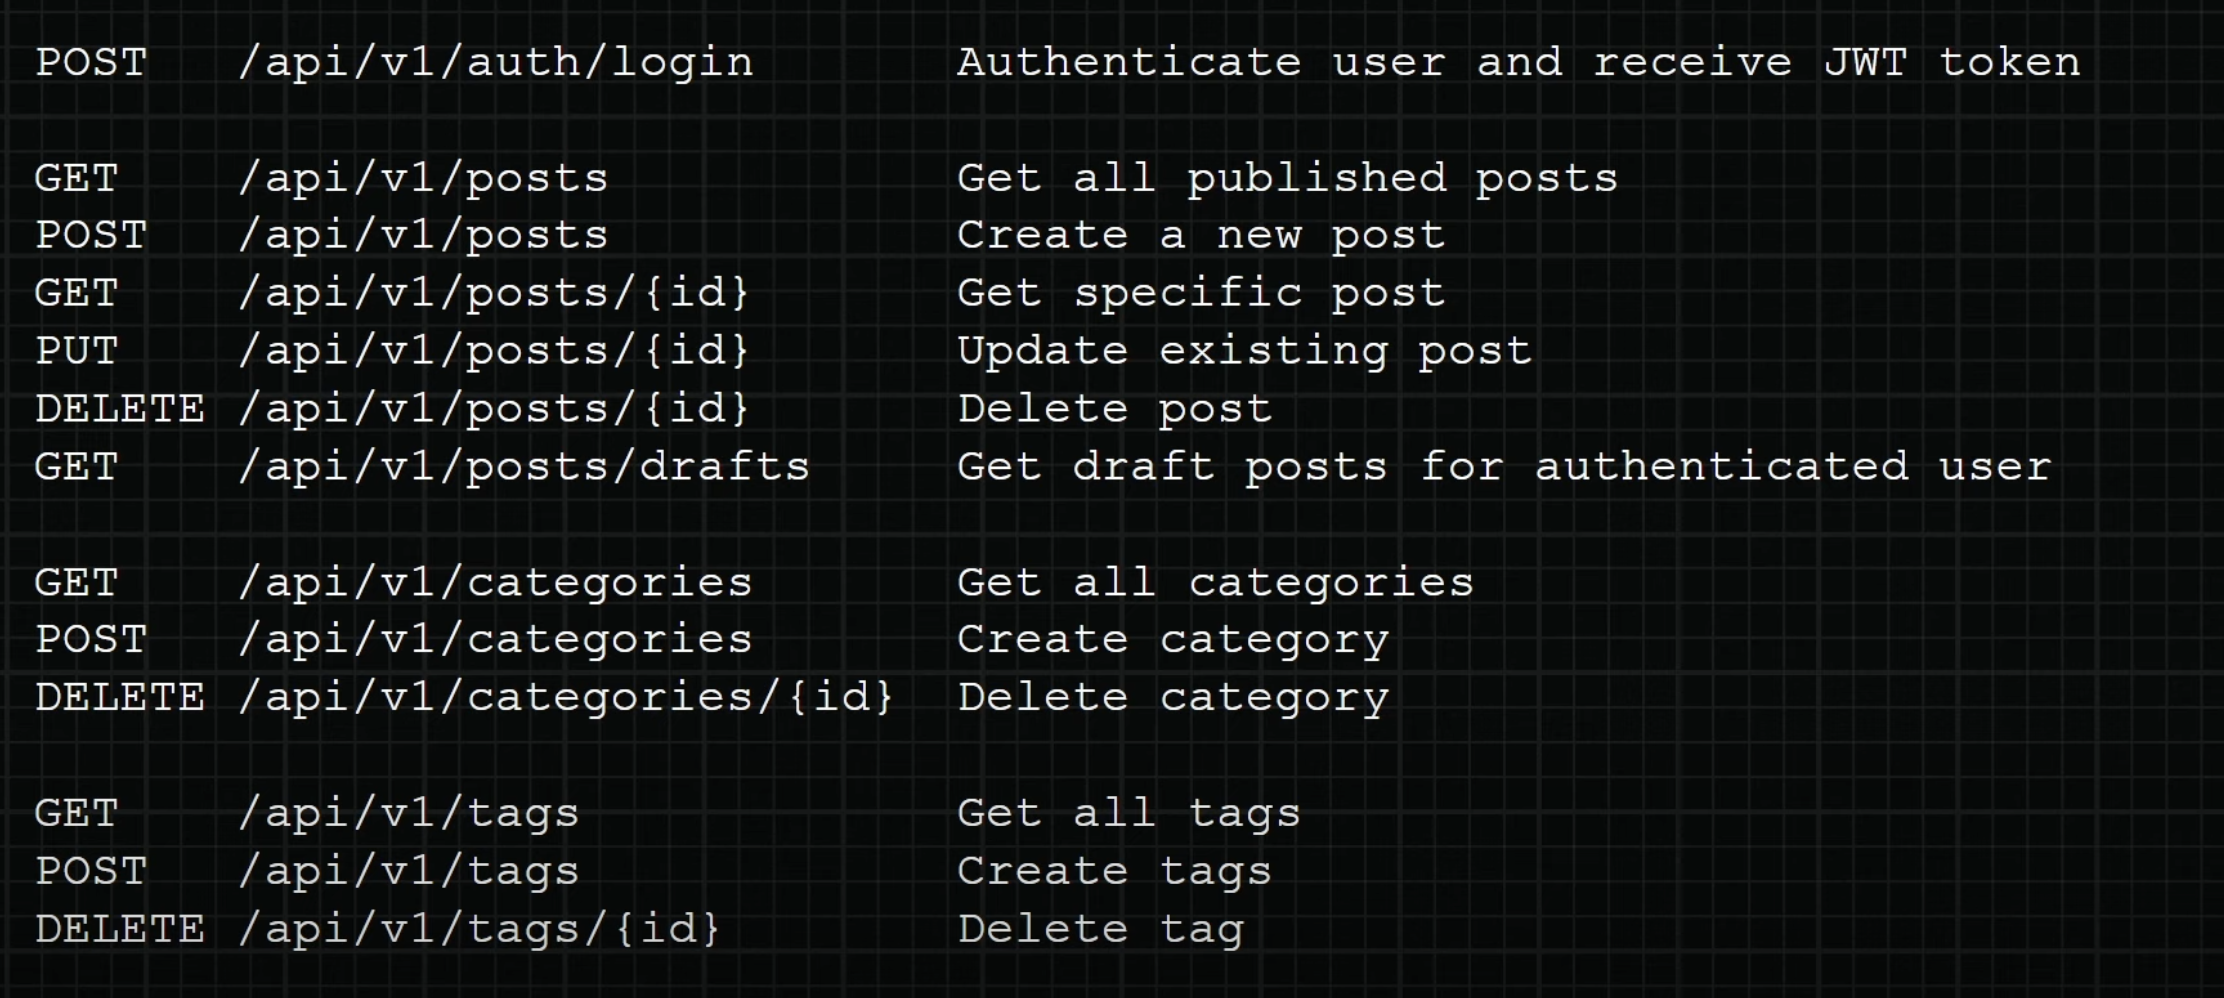 POST /api/v1/auth/login Authenticate user and receive JWT token
GET /api/v1/posts Get all published posts
POST /api/v1/posts Create a new post
GET /api/v1/posts/{id} Get specific post
PUT /api/v1/posts/{id} Update existing post
DELETE /api/v1/posts/{id} Delete post
GET /api/v1/posts/drafts Get draft posts for authenticated user
GET /api/v1/categories Get all categories
POST /api/v1/categories Create category
DELETE /api/v1/categories/{id} Delete category
GET /api/v1/tags Get all tags
POST /api/v1/tags Create tags
DELETE /api/v1/tags/{id} Delete tag